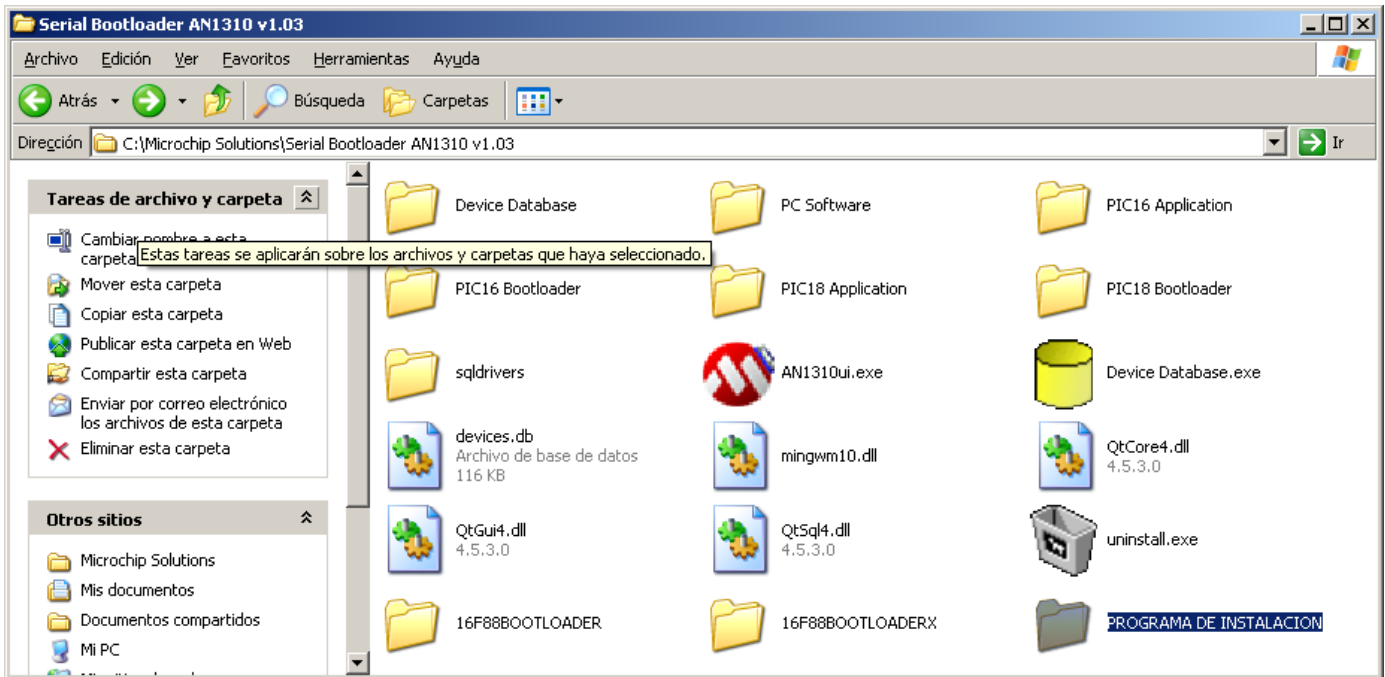 Serial Bootloader AN1310 v1.03
Archivo Edición Ver Favoritos Herramientas Ayuda
Atrás Búsqueda Carpetas
Dirección C:\Microchip Solutions\Serial Bootloader AN1310 v1.03 Ir
Tareas de archivo y carpeta
Cambiar nombre a esta
carpeta
Estas tareas se aplicarán sobre los archivos y carpetas que haya seleccionado.
Mover esta carpeta
Copiar esta carpeta
Publicar esta carpeta en Web
Compartir esta carpeta
Enviar por correo electrónico
los archivos de esta carpeta
Eliminar esta carpeta
Otros sitios
Microchip Solutions
Mis documentos
Documentos compartidos
Mi PC
Device Database
PC Software
PIC16 Application
PIC16 Bootloader
PIC18 Application
PIC18 Bootloader
sqldrivers
AN1310ui.exe
Device Database.exe
devices.db
Archivo de base de datos
116 KB
mingwm10.dll
QtCore4.dll
4.5.3.0
QtGui4.dll
4.5.3.0
QtSql4.dll
4.5.3.0
uninstall.exe
16F88BOOTLOADER
16F88BOOTLOADERX
PROGRAMA DE INSTALACION